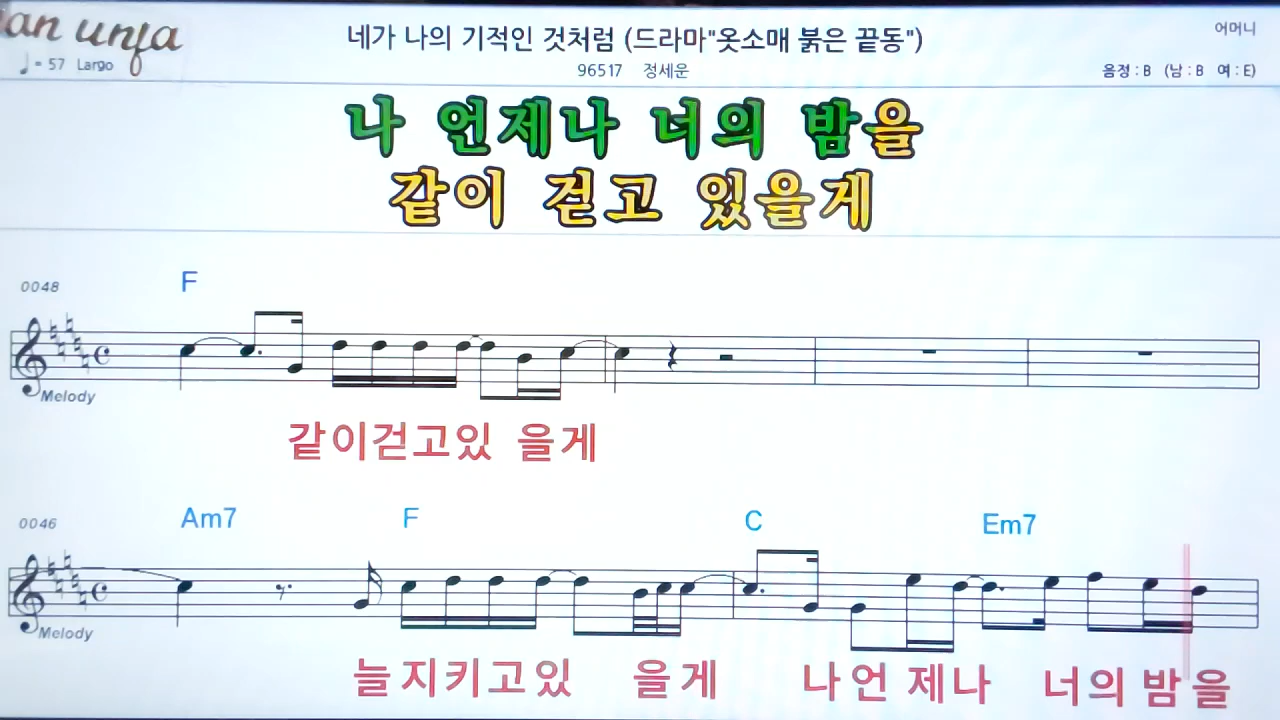 an unfa
네가 나의 기적인 것처럼 (드라마"옷소매 붉은 끝동")
어머니
♩= 57 Largo
96517 정세운
음정 : B (남 : B 여 : E)
나 언제나 너의 밤을
같이 걷고 있을게
0048
F
Melody
같이걷고있 을게
0046
Am7 F C Em7
Melody
늘지키고있 을게 나언 제나 너의밤을